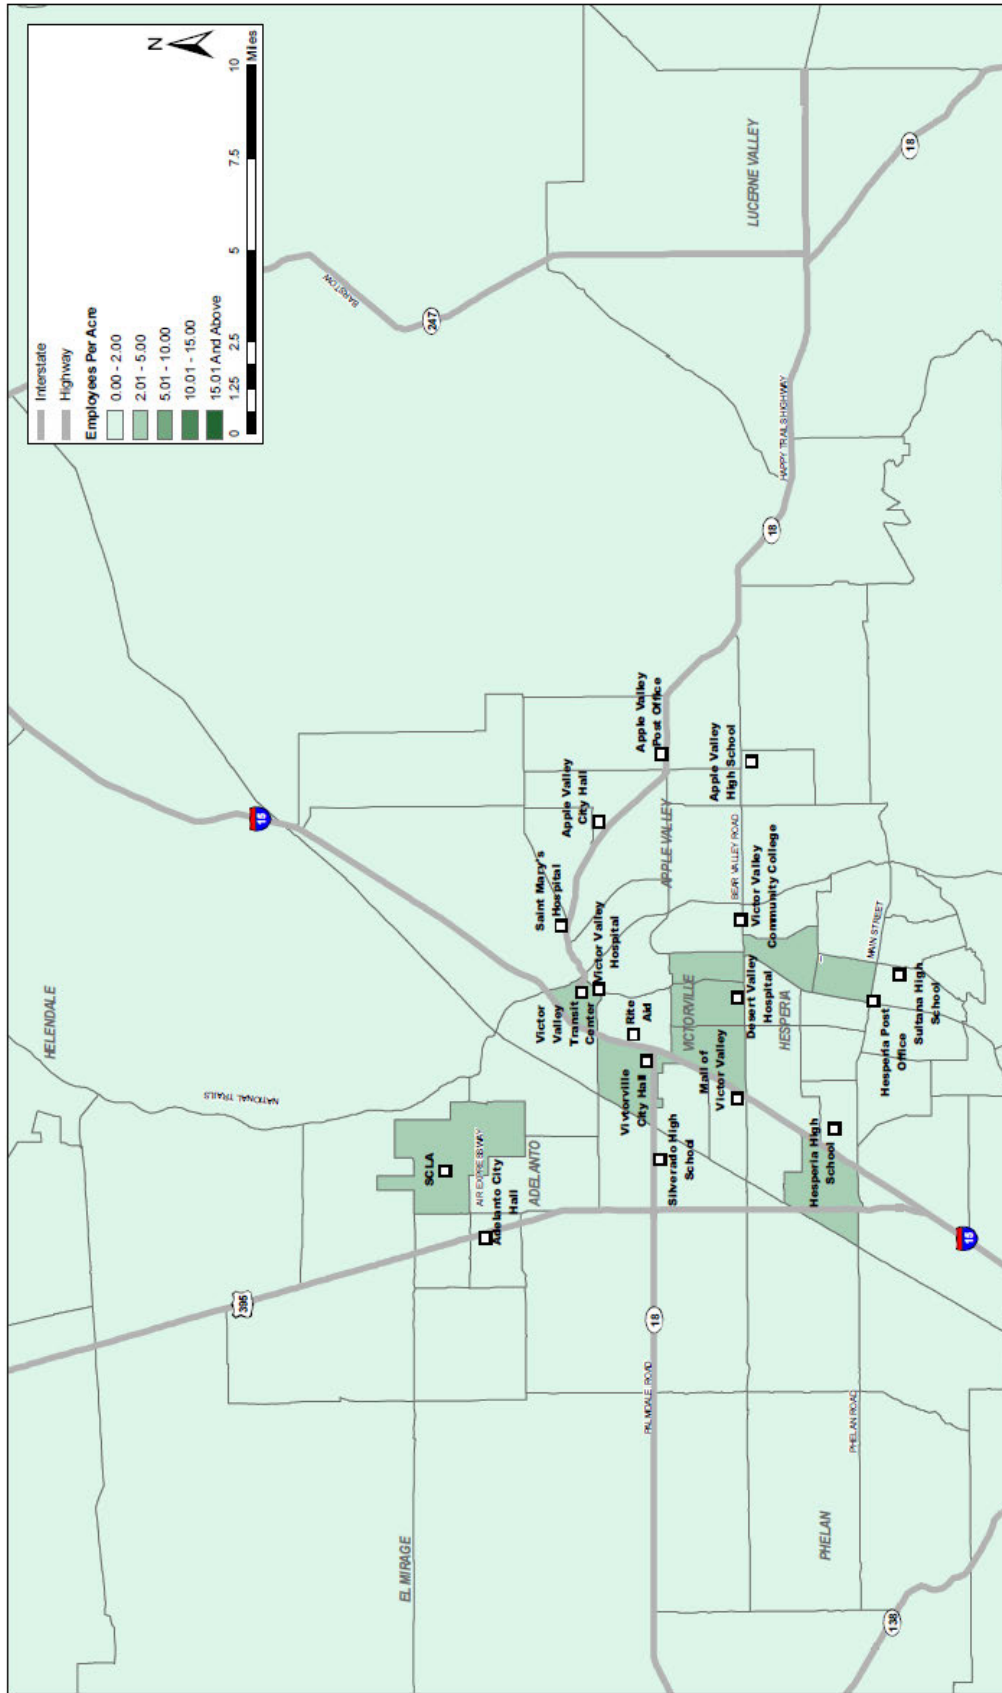 Interstate
Highway
Employees Per Acre
0.00 - 2.00
2.01 - 5.00
5.01 - 10.00
10.01 - 15.00
15.01 And Above
N
0 1.25 2.5 5 7.5 10
Miles
HELENDALE
NATIONAL TRAILS
15
BARSTOW
247
395
SCLA
AIR EXPRESSWAY
Adelanto City
Hall
ADELANTO
EL MIRAGE
Victor
Valley
Transit
Center
Saint Mary's
Hospital
Victor Valley
Hospital
Apple Valley
City Hall
Rite
Aid
Vivtorville
City Hall
Silverado High
School
Apple Valley
Post Office
APPLE VALLEY
VICTORVILLE
Mall of
Victor Valley
Desert Valley
Hospital
BEAR VALLEY ROAD
Victor Valley
Community College
Apple Valley
High School
LUCERNE VALLEY
18
HAPPY TRAILS HIGHWAY
18
18
PALMDALE ROAD
HESPERIA
Hesperia High
School
Hesperia Post
Office
MAIN STREET
Sultana High
School
PHELAN ROAD
PHELAN
138
15